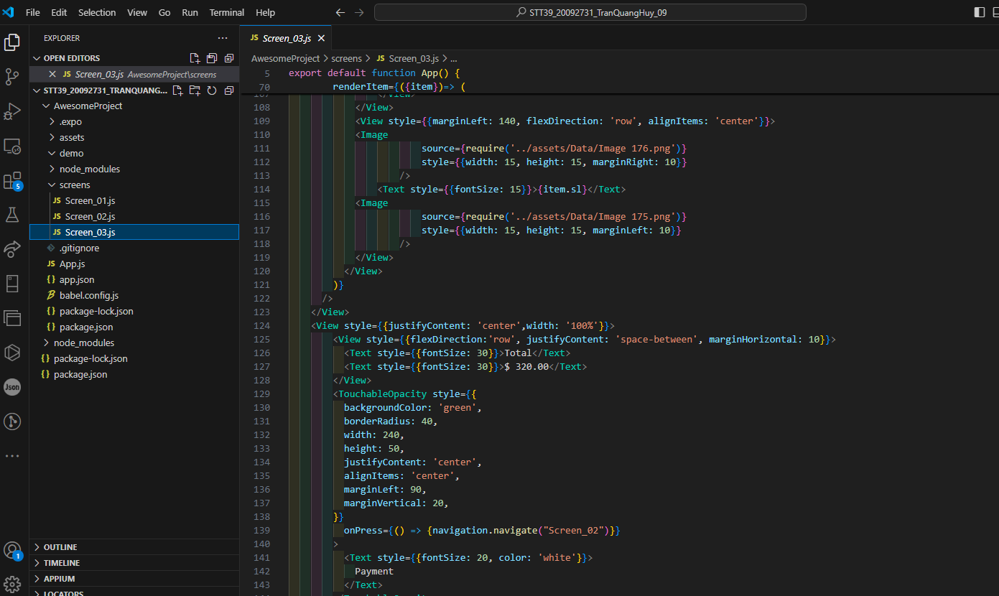 File Edit Selection View Go Run Terminal Help
STT39_20092731_TranQuangHuy_09
EXPLORER
OPEN EDITORS
JS Screen_03.js AwesomeProject\screens
STT39_20092731_TRANQUANG...
AwesomeProject
.expo
assets
demo
node_modules
screens
JS Screen_01.js
JS Screen_02.js
JS Screen_03.js
.gitignore
JS App.js
{} app.json
babel.config.js
{} package-lock.json
{} package.json
node_modules
{} package-lock.json
{} package.json
OUTLINE
TIMELINE
APPIUM
LOCATORS
5
Json
1
JS Screen_03.js
AwesomeProject > screens > JS Screen_03.js > ...
5 export default function App() {
70 renderItem={({item})=> (
107 </View>
108 </View>
109 <View style={{marginLeft: 140, flexDirection: 'row', alignItems: 'center'}}>
110 <Image
111 source={require('../assets/Data/Image 176.png')}
112 style={{width: 15, height: 15, marginRight: 10}}
113 />
114 <Text style={{fontSize: 15}}>{item.sl}</Text>
115 <Image
116 source={require('../assets/Data/Image 175.png')}
117 style={{width: 15, height: 15, marginLeft: 10}}
118 />
119 </View>
120 </View>
121 )}
122 />
123 </View>
124 <View style={{justifyContent: 'center',width: '100%'}}>
125 <View style={{flexDirection:'row', justifyContent: 'space-between', marginHorizontal: 10}}>
126 <Text style={{fontSize: 30}}>Total</Text>
127 <Text style={{fontSize: 30}}>$ 320.00</Text>
128 </View>
129 <TouchableOpacity style={{
130 backgroundColor: 'green',
131 borderRadius: 40,
132 width: 240,
133 height: 50,
134 justifyContent: 'center',
135 alignItems: 'center',
136 marginLeft: 90,
137 marginVertical: 20,
138 }}
139 onPress={() => {navigation.navigate("Screen_02")}}
140 >
141 <Text style={{fontSize: 20, color: 'white'}}>
142 Payment
143 </Text>